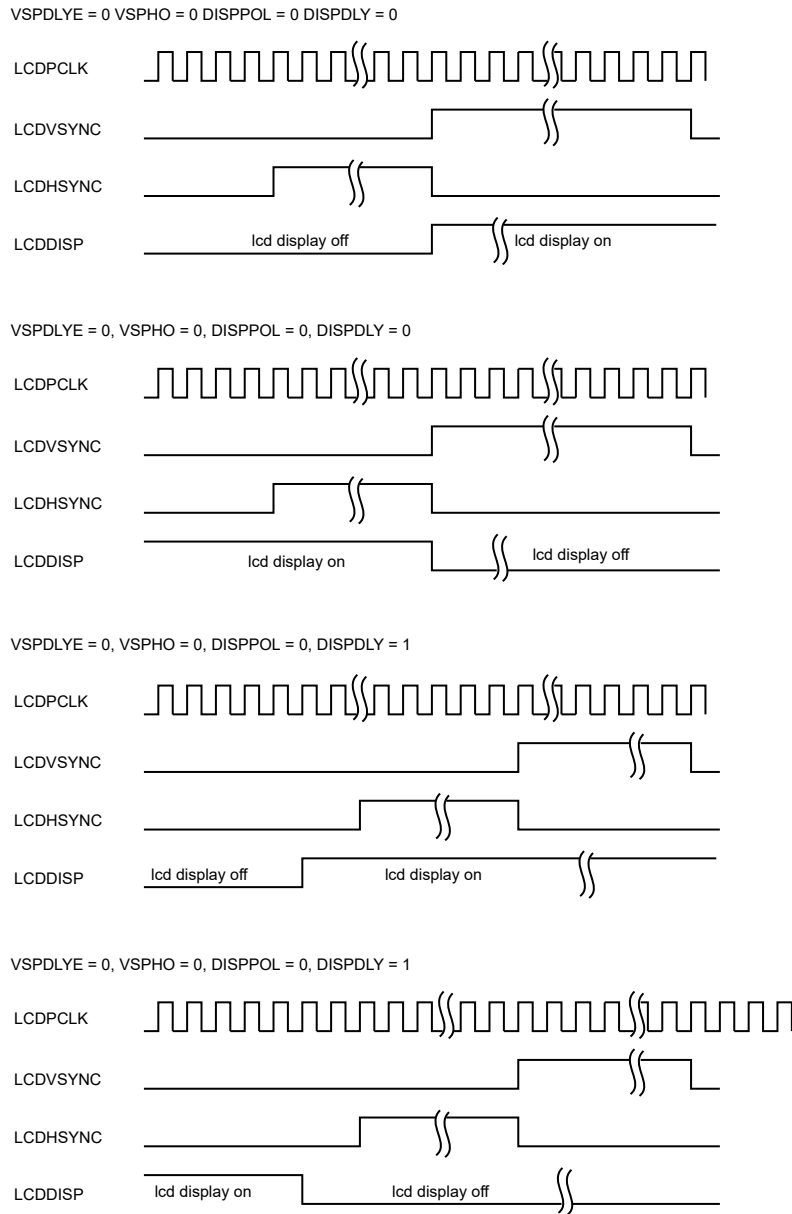 VSPDLYE = 0 VSPHO = 0 DISPPOL = 0 DISPDLY = 0
LCDPCLK
LCDVSYNC
LCDHSYNC
LCDDISP
lcd display off
lcd display on
VSPDLYE = 0, VSPHO = 0, DISPPOL = 0, DISPDLY = 0
LCDPCLK
LCDVSYNC
LCDHSYNC
LCDDISP
lcd display on
lcd display off
VSPDLYE = 0, VSPHO = 0, DISPPOL = 0, DISPDLY = 1
LCDPCLK
LCDVSYNC
LCDHSYNC
LCDDISP
lcd display off
lcd display on
VSPDLYE = 0, VSPHO = 0, DISPPOL = 0, DISPDLY = 1
LCDPCLK
LCDVSYNC
LCDHSYNC
LCDDISP
lcd display on
lcd display off